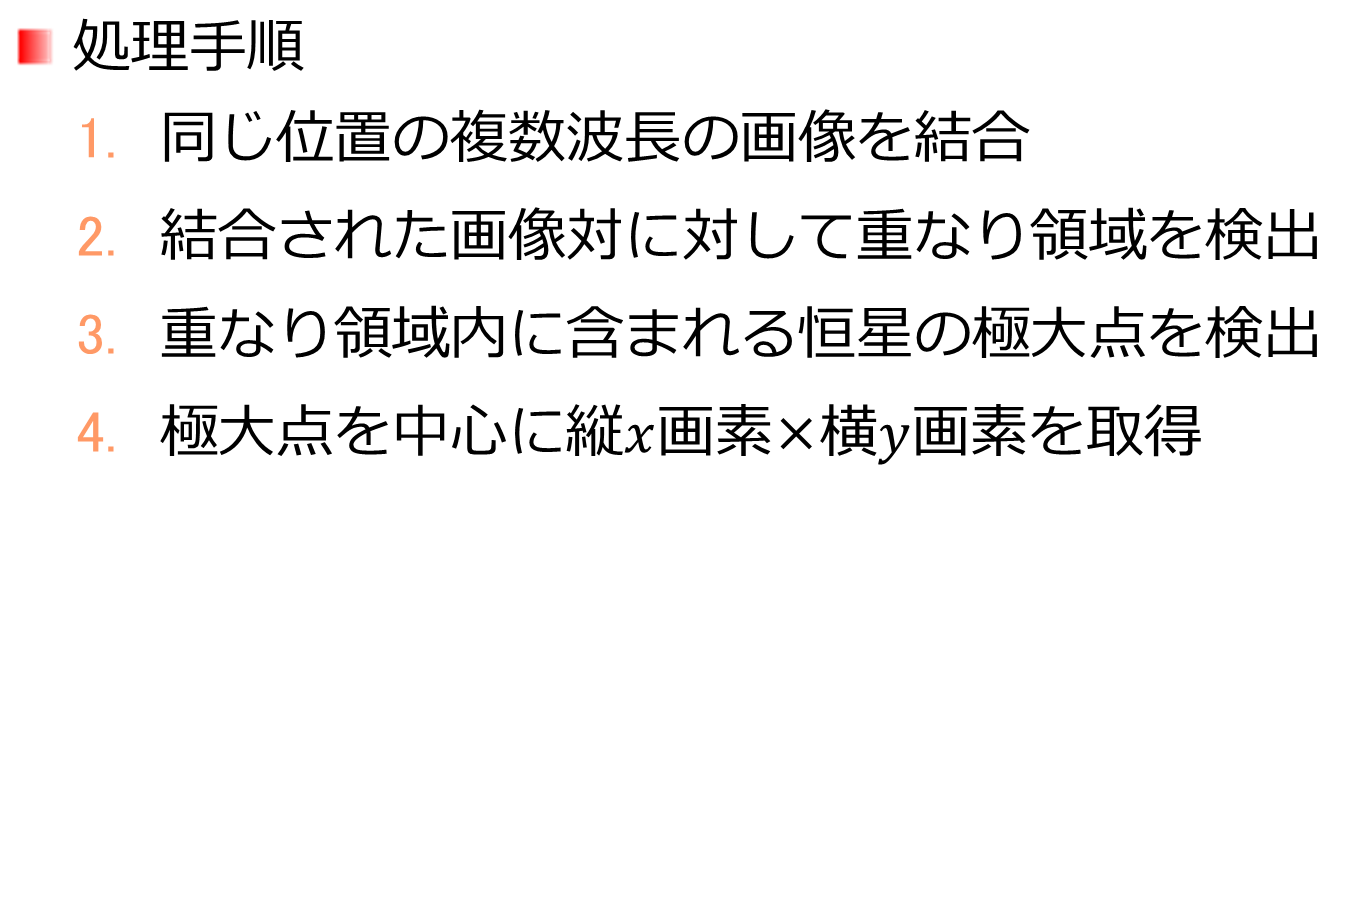 処理手順
1. 同じ位置の複数波長の画像を結合
2. 結合された画像対に対して重なり領域を検出
3. 重なり領域内に含まれる恒星の極大点を検出
4. 極大点を中心に縦x画素×横y画素を取得